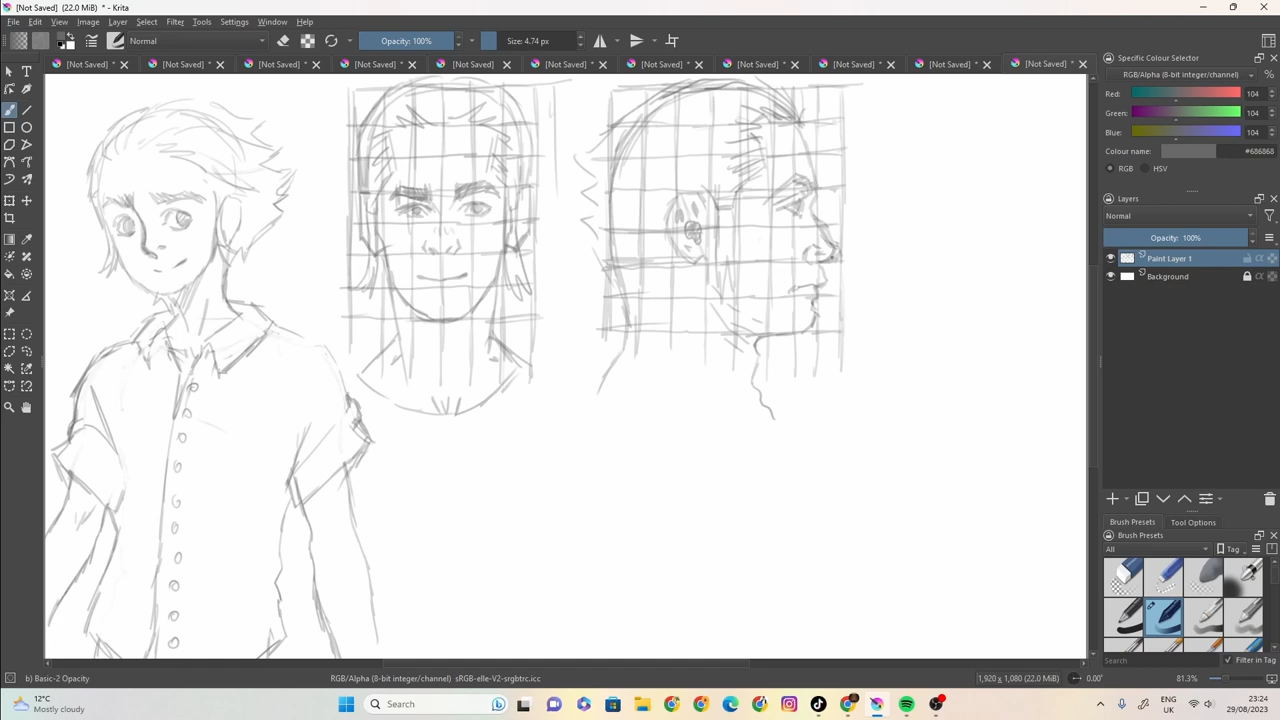 [Not Saved] (22.0 MiB) * - Krita
File Edit View Image Layer Select Filter Tools Settings Window Help
Normal Opacity: 100% Size: 4.74 px
[Not Saved] * [Not Saved] * [Not Saved] * [Not Saved] * [Not Saved] [Not Saved] * [Not Saved] * [Not Saved] * [Not Saved] * [Not Saved] * [Not Saved] *
Specific Colour Selector
RGB/Alpha (8-bit integer/channel) %
Red: 104
Green: 104
Blue: 104
Colour name: #686868
RGB HSV
Layers
Normal
Opacity: 100%
Paint Layer 1
Background
Brush Presets Tool Options
Brush Presets
All Tag
Search Filter in Tag
b) Basic-2 Opacity RGB/Alpha (8-bit integer/channel) sRGB-elle-V2-srgbtrc.icc 1,920 x 1,080 (22.0 MiB) 0.00° 81.3%
12°C
Mostly cloudy
Search
ENG
UK
23:24
29/08/2023